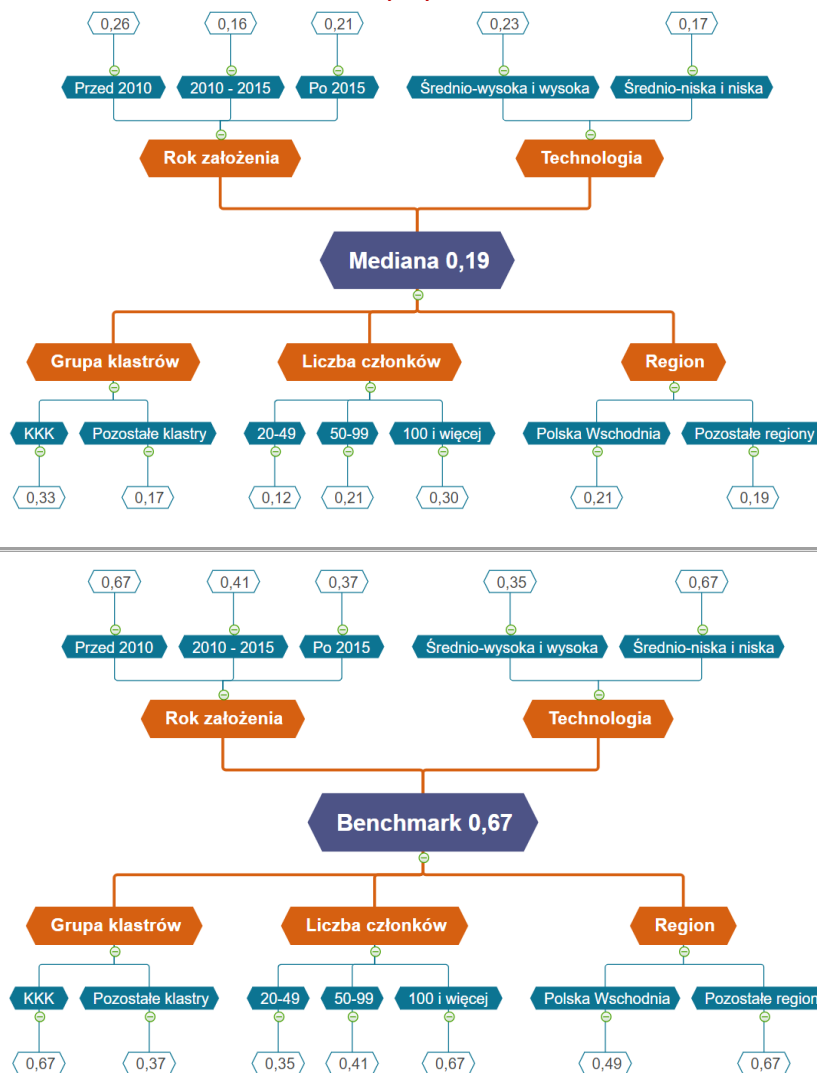 0,26 0,16 0,21 0,23 0,17
Przed 2010 2010 - 2015 Po 2015 Średnio-wysoka i wysoka Średnio-niska i niska
Rok założenia Technologia
Mediana 0,19
Grupa klastrów Liczba członków Region
KKK Pozostałe klastry 20-49 50-99 100 i więcej Polska Wschodnia Pozostałe regiony
0,33 0,17 0,12 0,21 0,30 0,21 0,19
0,67 0,41 0,37 0,35 0,67
Przed 2010 2010 - 2015 Po 2015 Średnio-wysoka i wysoka Średnio-niska i niska
Rok założenia Technologia
Benchmark 0,67
Grupa klastrów Liczba członków Region
KKK Pozostałe klastry 20-49 50-99 100 i więcej Polska Wschodnia Pozostałe region
0,67 0,37 0,35 0,41 0,67 0,49 0,67